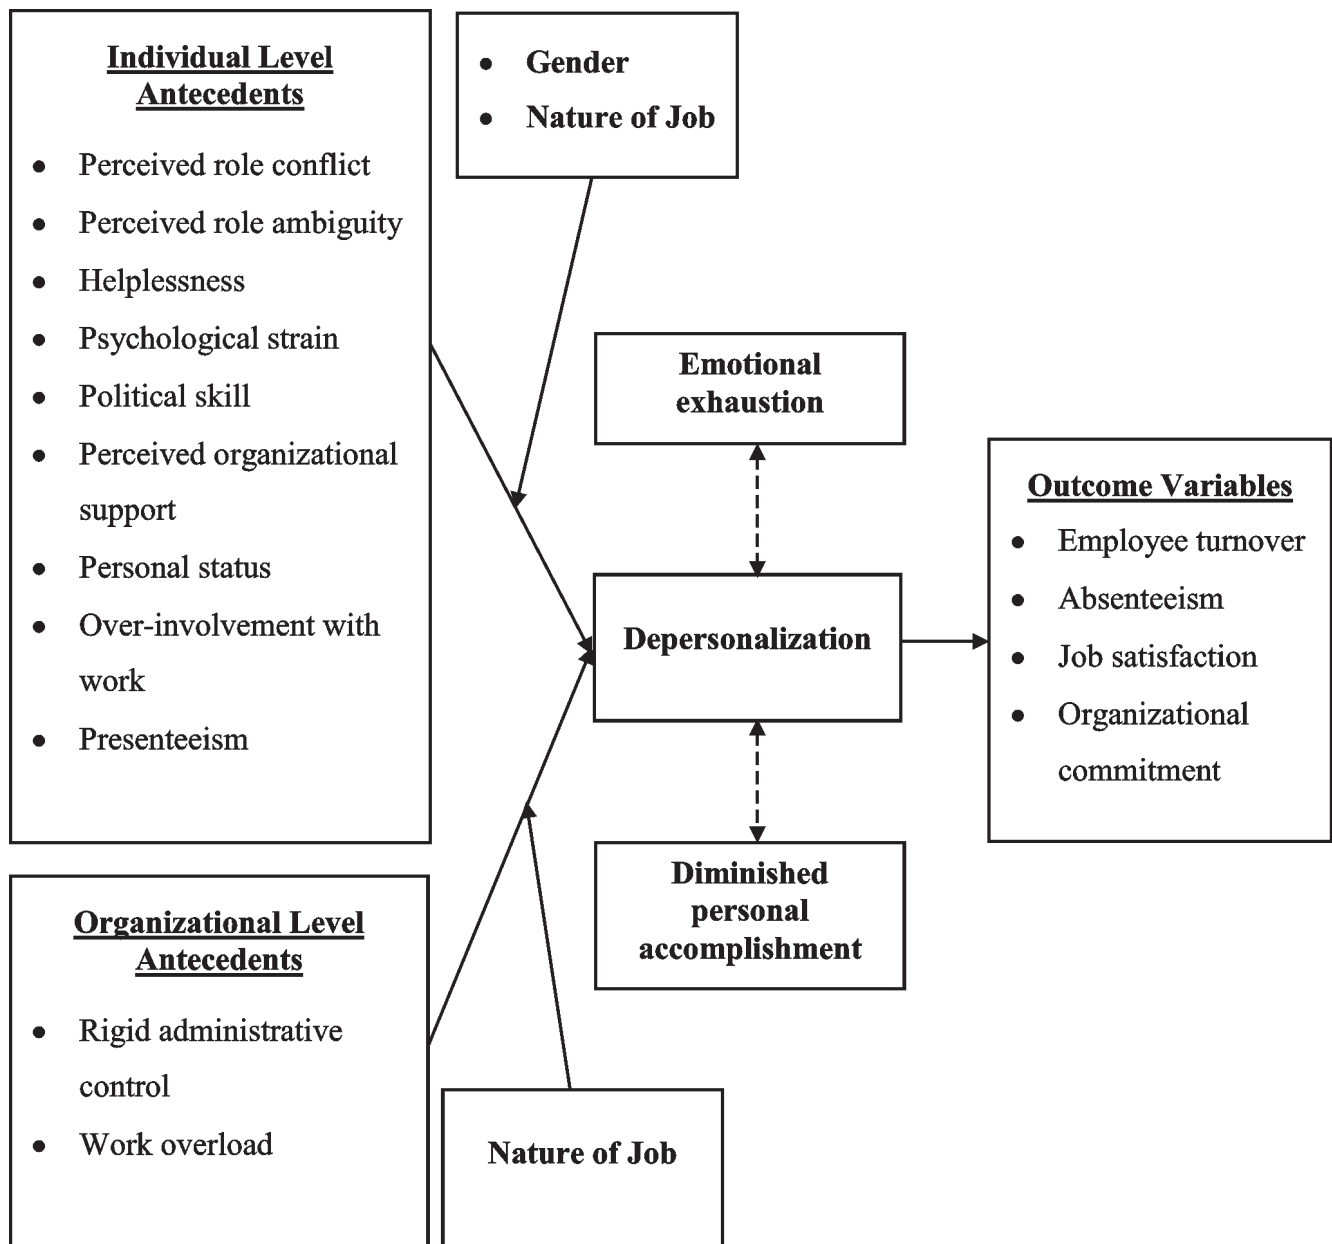 Individual Level
Antecedents
• Perceived role conflict
• Perceived role ambiguity
• Helplessness
• Psychological strain
• Political skill
• Perceived organizational
support
• Personal status
• Over-involvement with
work
• Presenteeism
• Gender
• Nature of Job
Emotional
exhaustion
Depersonalization
Diminished
personal
accomplishment
Outcome Variables
• Employee turnover
• Absenteeism
• Job satisfaction
• Organizational
commitment
Organizational Level
Antecedents
• Rigid administrative
control
• Work overload
Nature of Job